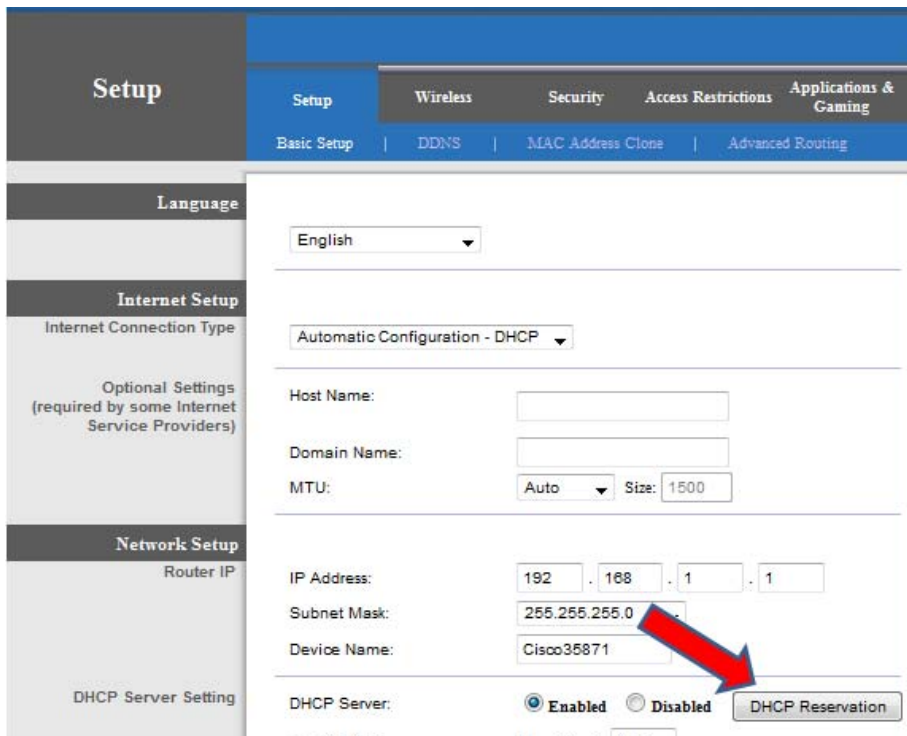 Setup
Setup Wireless Security Access Restrictions Applications & Gaming
Basic Setup | DDNS | MAC Address Clone | Advanced Routing
Language
English
Internet Setup
Internet Connection Type
Automatic Configuration - DHCP
Optional Settings
(required by some Internet
Service Providers)
Host Name:
Domain Name:
MTU: Auto Size: 1500
Network Setup
Router IP
IP Address: 192 . 168 . 1 . 1
Subnet Mask: 255.255.255.0
Device Name: Cisco35871
DHCP Server Setting
DHCP Server: Enabled Disabled DHCP Reservation